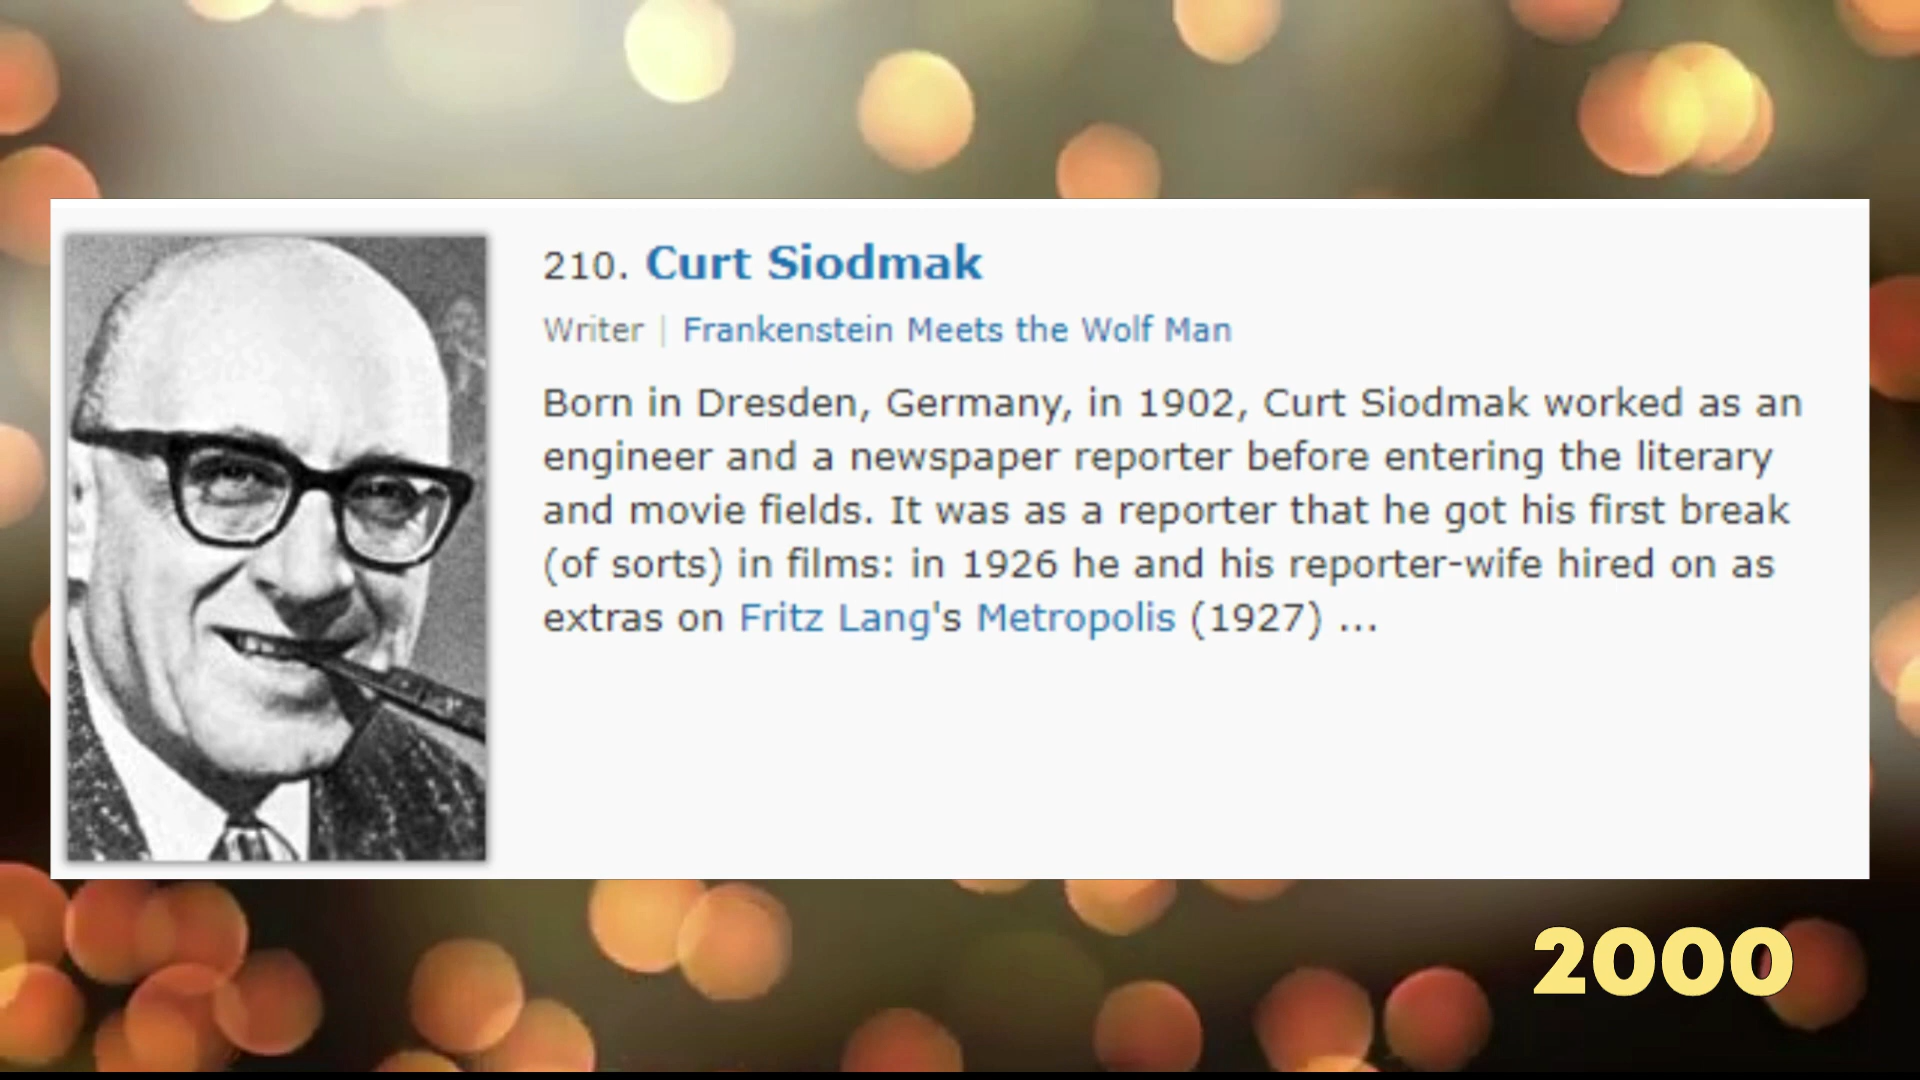 210. Curt Siodmak
Writer | Frankenstein Meets the Wolf Man
Born in Dresden, Germany, in 1902, Curt Siodmak worked as an
engineer and a newspaper reporter before entering the literary
and movie fields. It was as a reporter that he got his first break
(of sorts) in films: in 1926 he and his reporter-wife hired on as
extras on Fritz Lang's Metropolis (1927) ...
2000